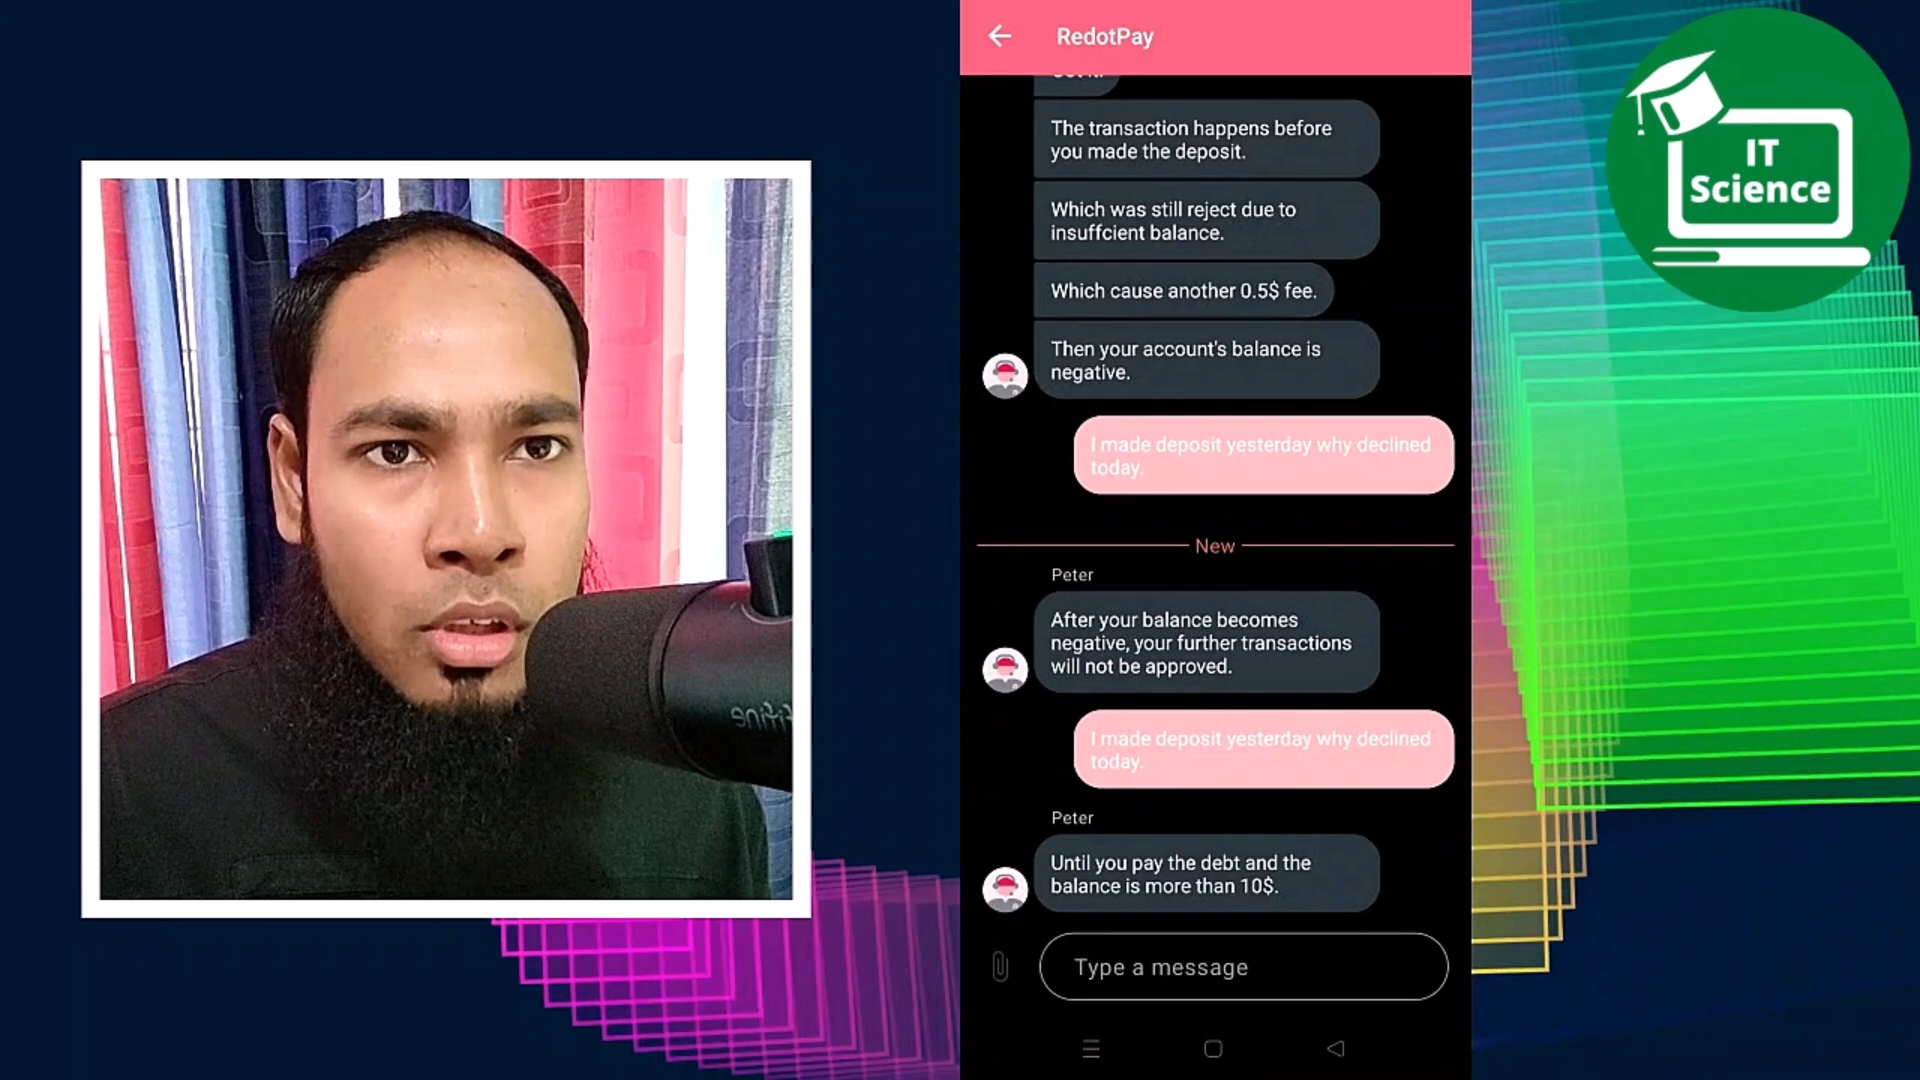 RedotPay
The transaction happens before
you made the deposit.
Which was still reject due to
insuffcient balance.
Which cause another 0.5$ fee.
Then your account's balance is
negative.
I made deposit yesterday why declined
today.
New
Peter
After your balance becomes
negative, your further transactions
will not be approved.
I made deposit yesterday why declined
today.
Peter
Until you pay the debt and the
balance is more than 10$.
Type a message
IT
Science